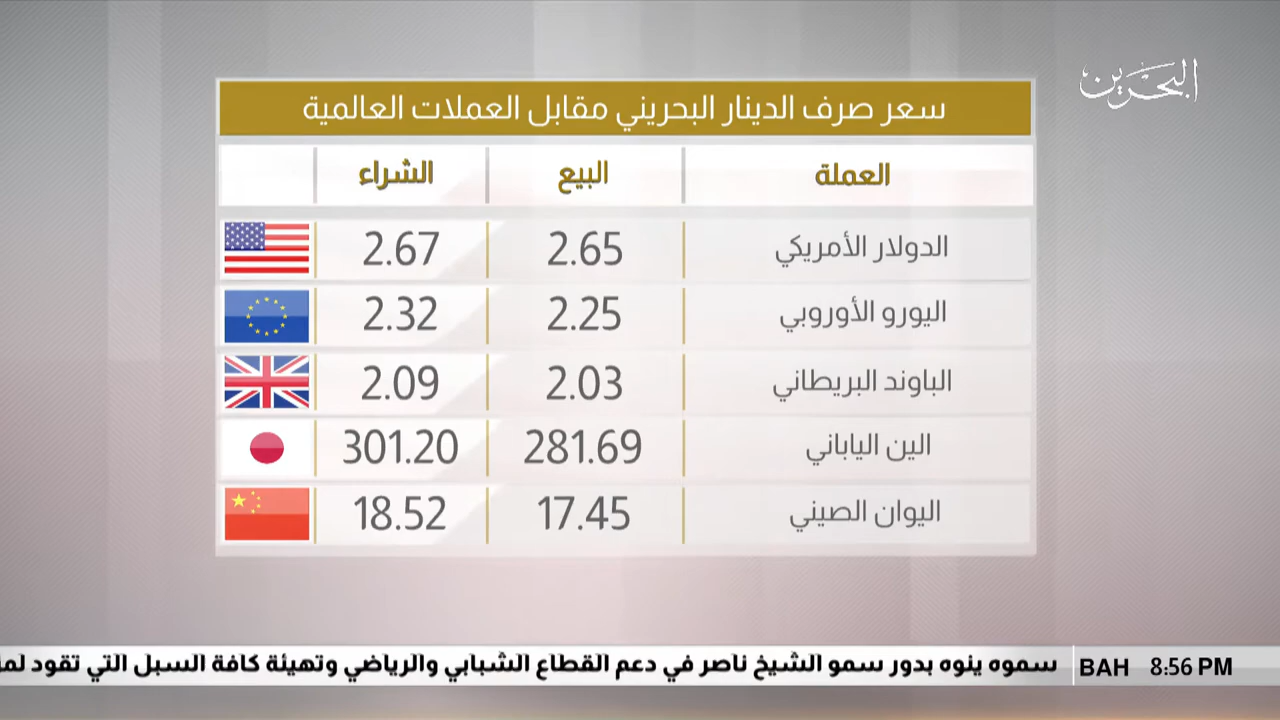 البحرين
سعر صرف الدينار البحريني مقابل العملات العالمية
العملة البيع الشراء
الدولار الأمريكي 2.65 2.67
اليورو الأوروبي 2.25 2.32
الباوند البريطاني 2.03 2.09
الين الياباني 281.69 301.20
اليوان الصيني 17.45 18.52
BAH 8:56 PM
سموه ينوه بدور سمو الشيخ ناصر في دعم القطاع الشبابي والرياضي وتهيئة كافة السبل التي تقود